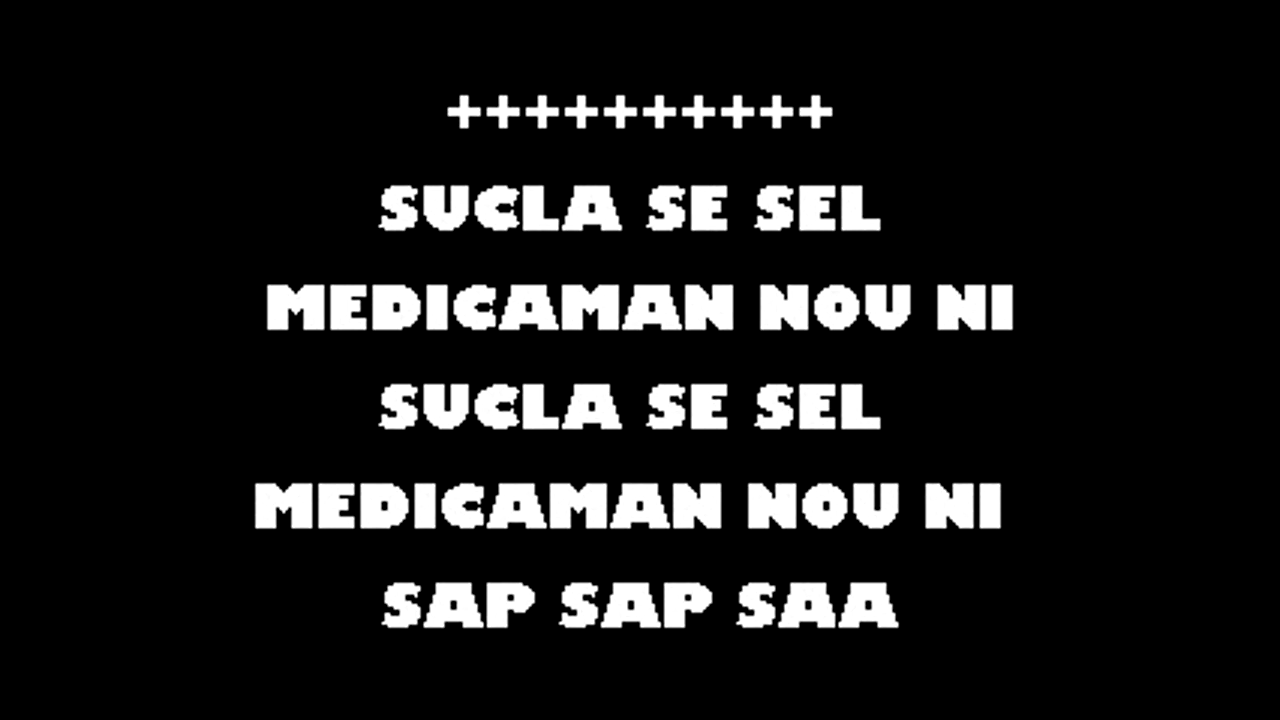 ++++++++++
SUCLA SE SEL
MEDICAMAN NOU NI
SUCLA SE SEL
MEDICAMAN NOU NI
SAP SAP SAA